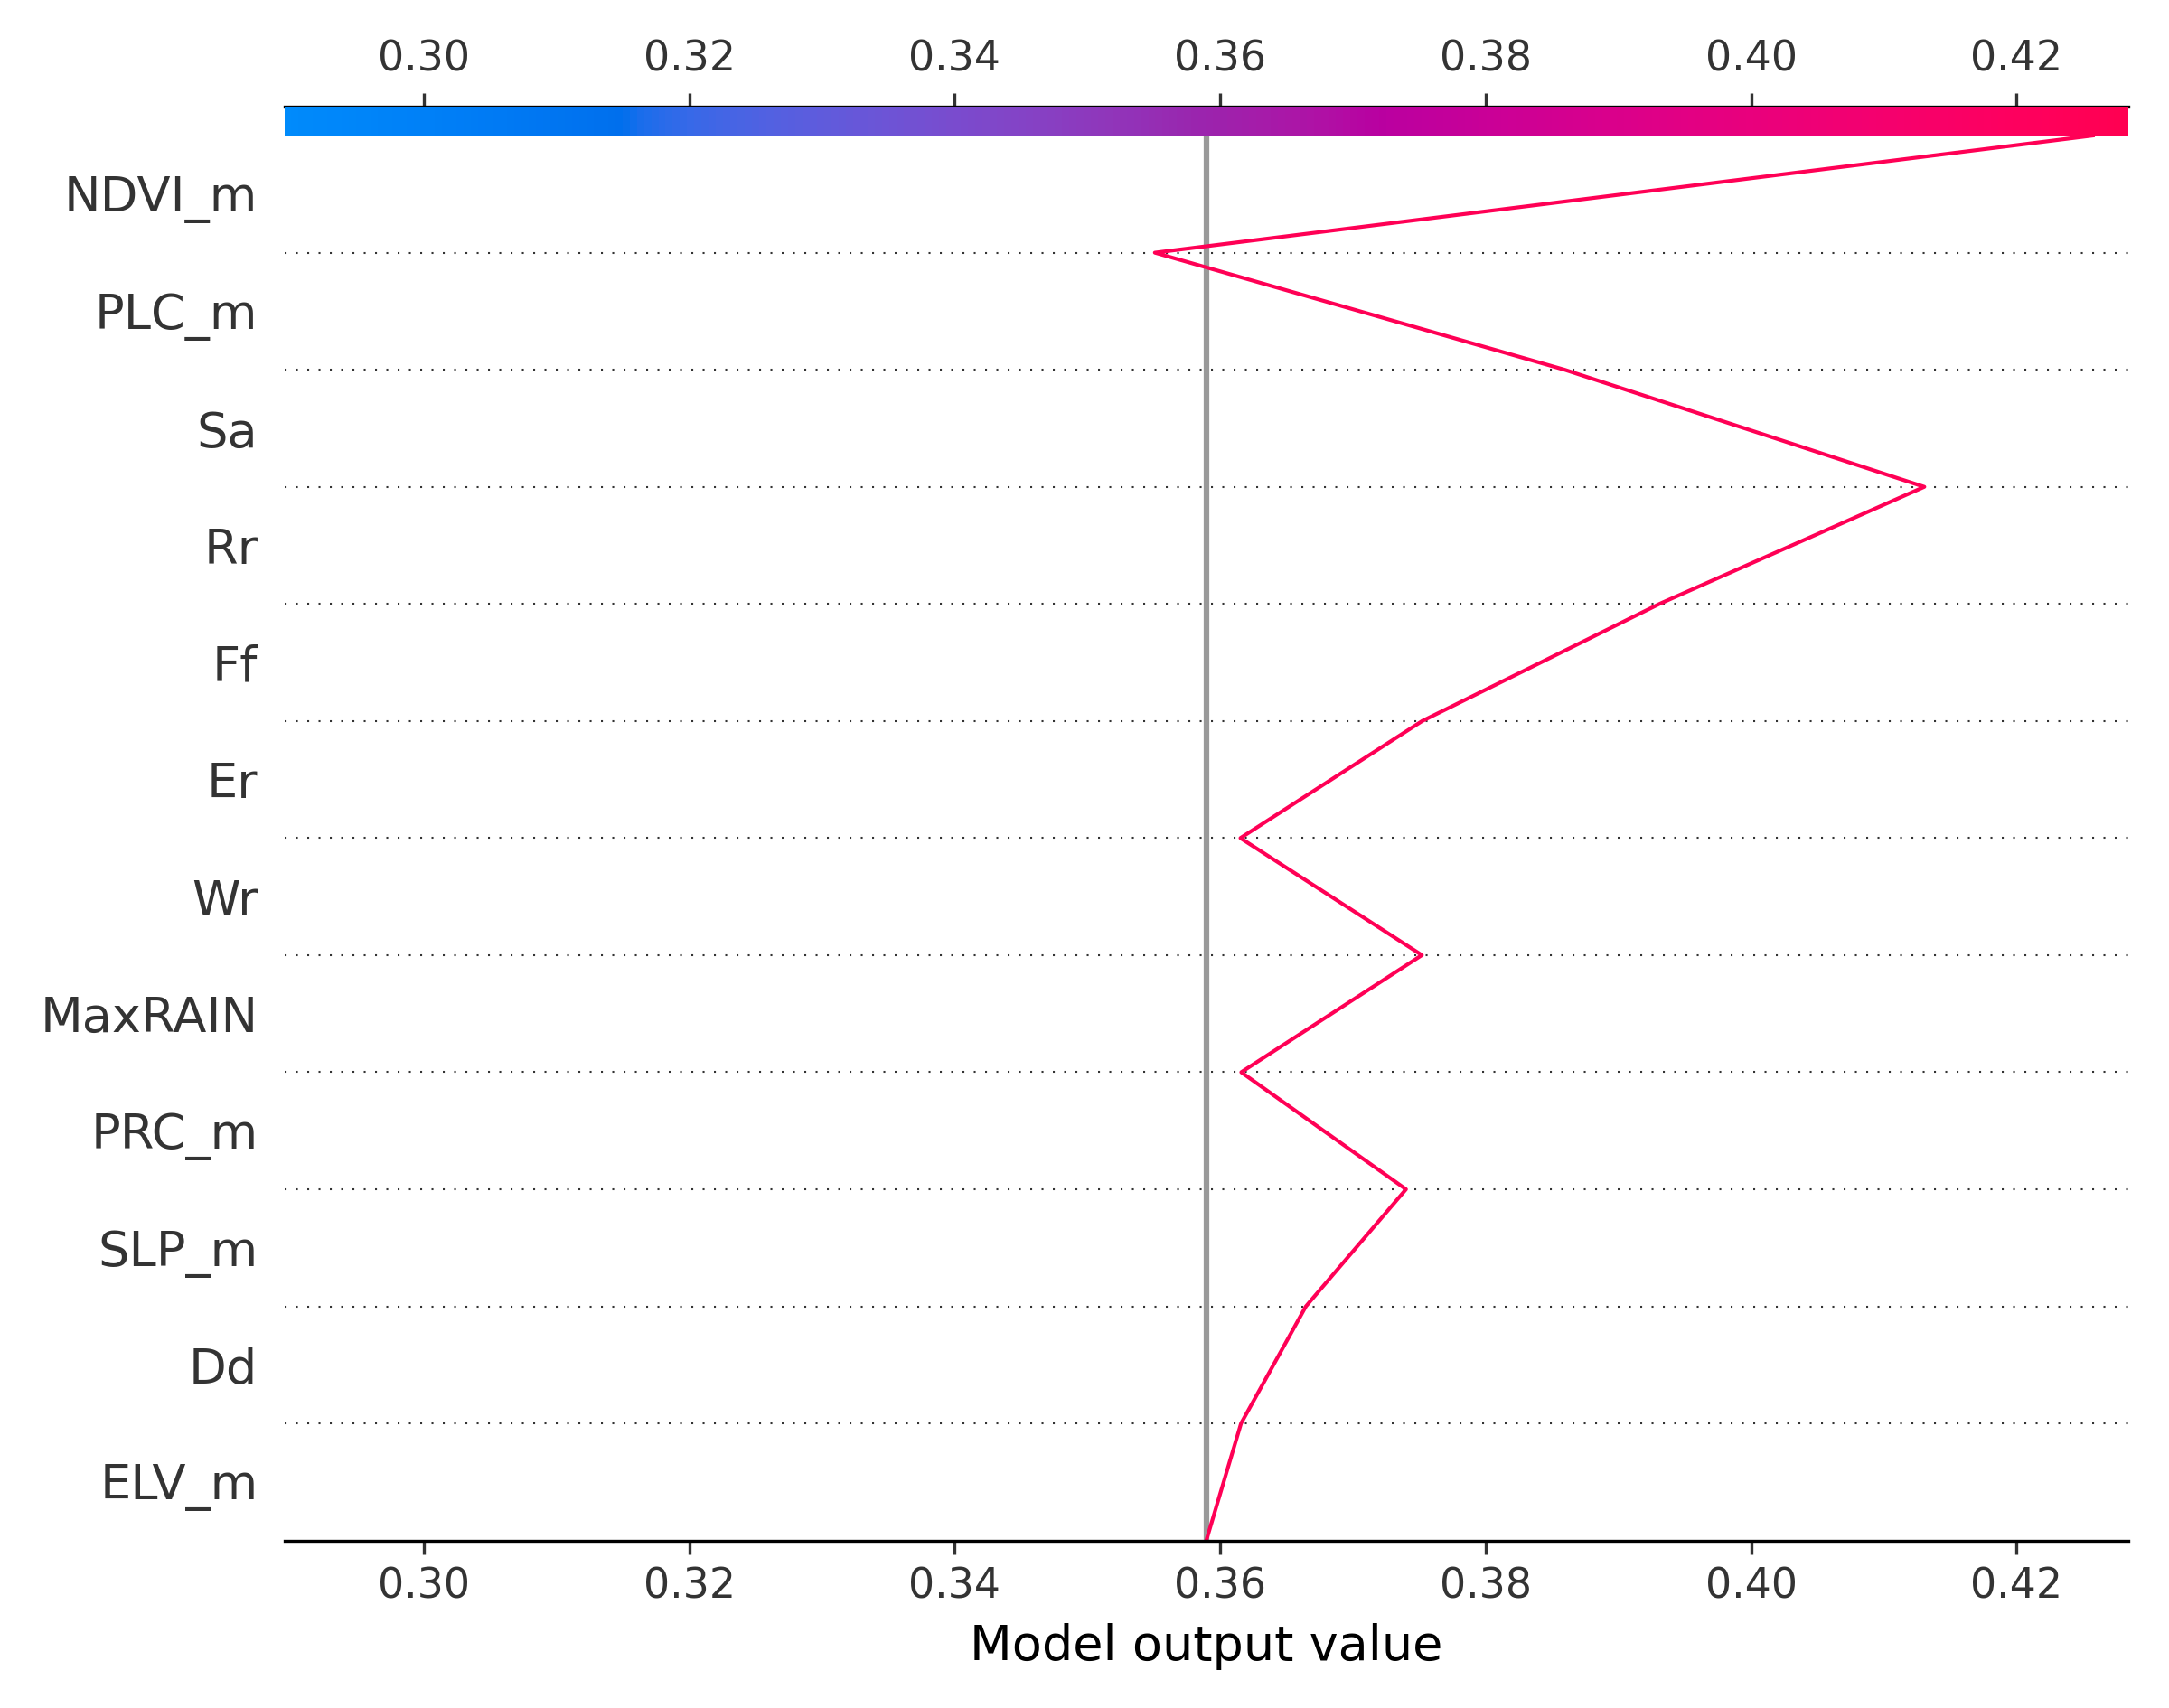 0.30 0.32 0.34 0.36 0.38 0.40 0.42
NDVI_m
PLC_m
Sa
Rr
Ff
Er
Wr
MaxRAIN
PRC_m
SLP_m
Dd
ELV_m
0.30 0.32 0.34 0.36 0.38 0.40 0.42
Model output value